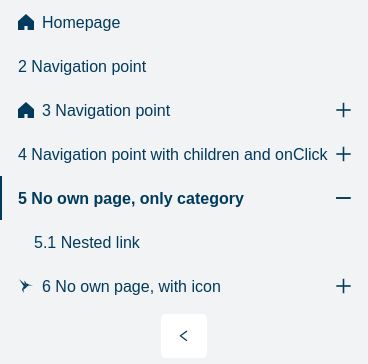 Homepage
2 Navigation point
3 Navigation point
4 Navigation point with children and onClick
5 No own page, only category
5.1 Nested link
6 No own page, with icon